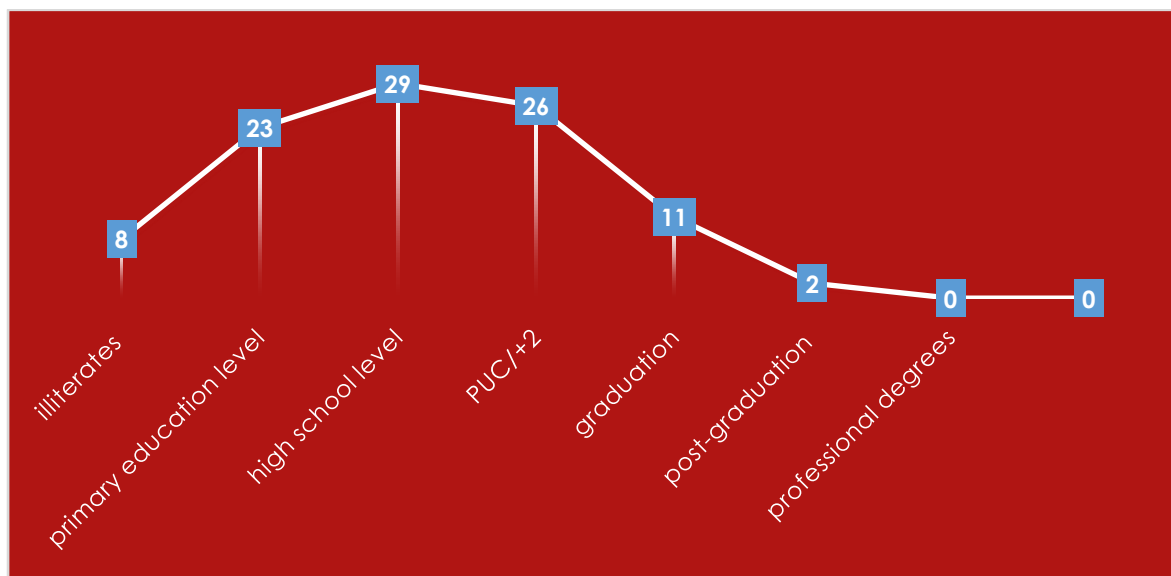 8
23
29
26
11
2
0
0
illiterates
primary education level
high school level
PUC/+2
graduation
post-graduation
professional degrees